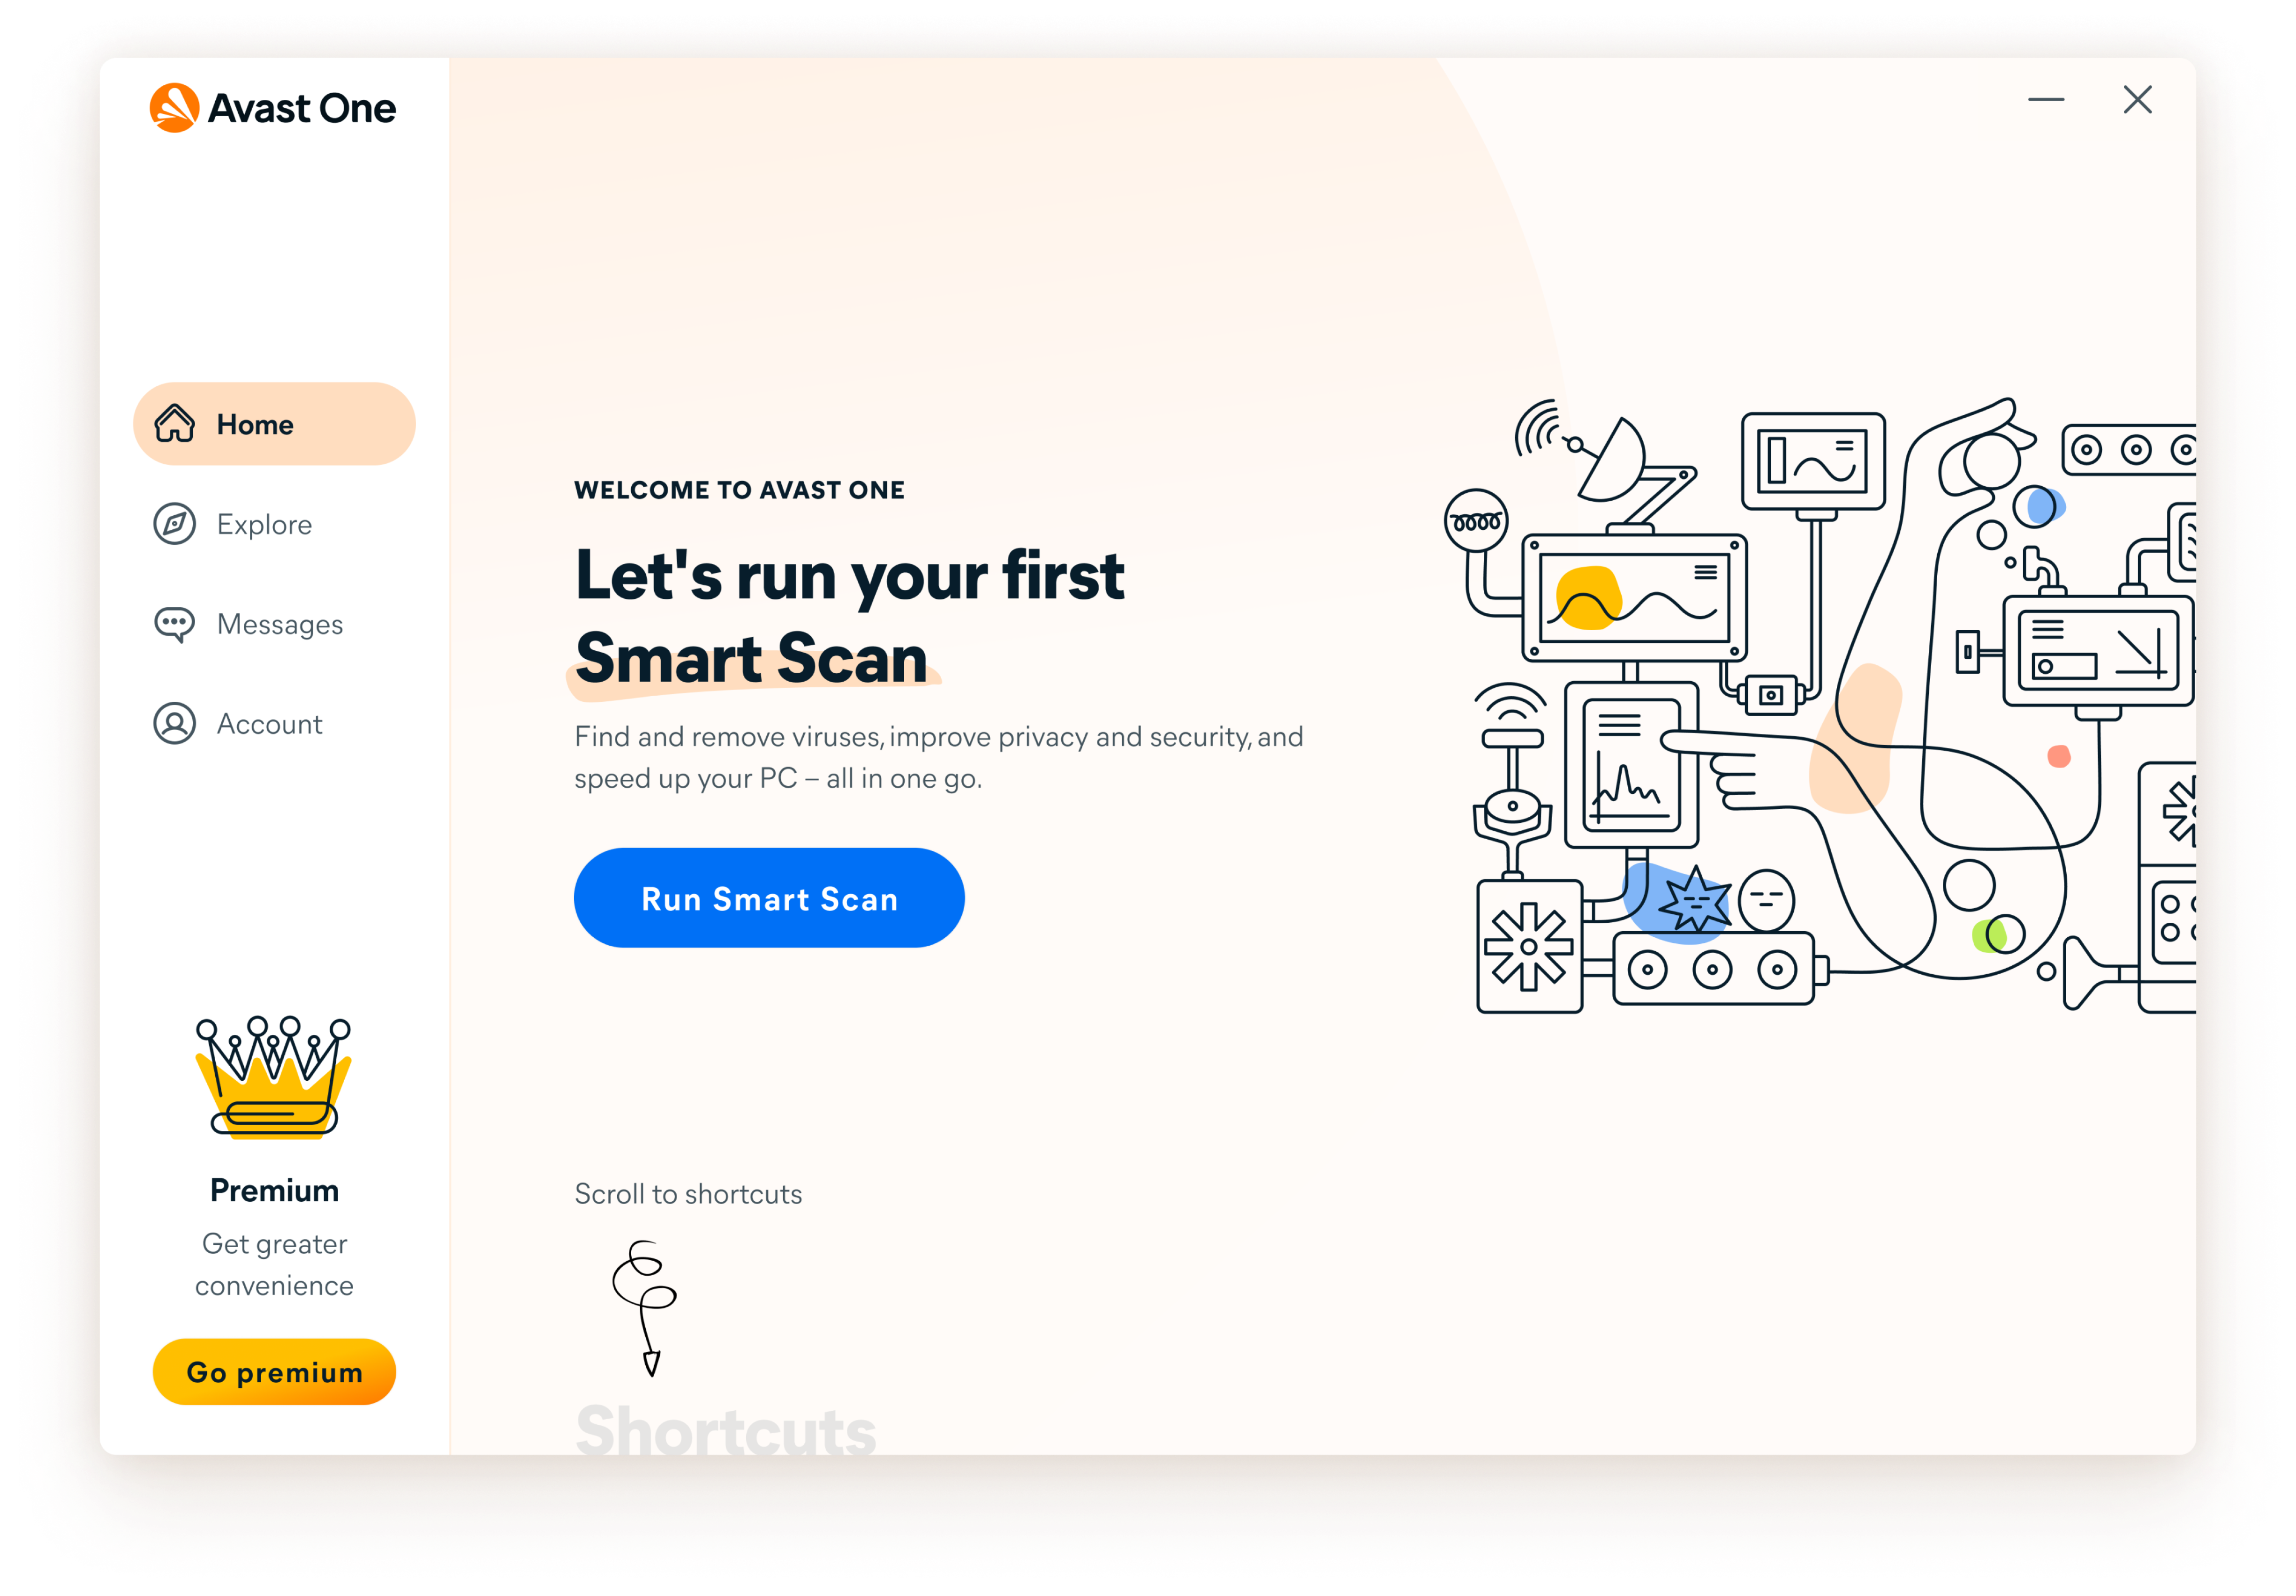 Avast One
Home
Explore
Messages
Account
Premium
Get greater
convenience
Go premium
WELCOME TO AVAST ONE
Let's run your first
Smart Scan
Find and remove viruses, improve privacy and security, and
speed up your PC – all in one go.
Run Smart Scan
Scroll to shortcuts
Shortcuts